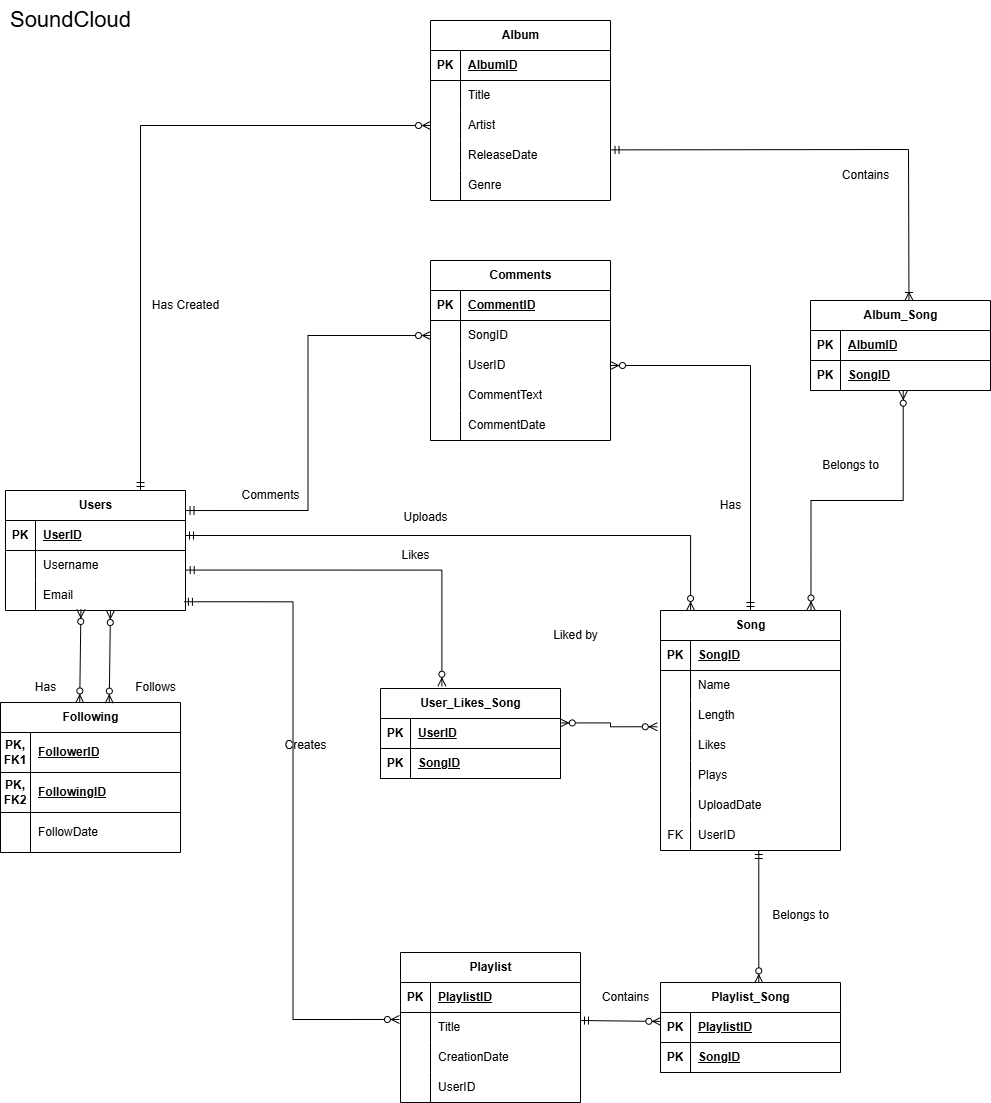 SoundCloud
Album
PK AlbumID
Title
Artist
ReleaseDate
Genre
Contains
Has Created
Comments
PK CommentID
SongID
UserID
CommentText
CommentDate
Album_Song
PK AlbumID
PK SongID
Belongs to
Comments
Has
Uploads
Likes
Users
PK UserID
Username
Email
Liked by
Song
PK SongID
Name
Length
Likes
Plays
UploadDate
FK UserID
Has
Follows
Following
PK,
FK1
FollowerID
PK,
FK2
FollowingID
FollowDate
User_Likes_Song
PK UserID
PK SongID
Creates
Belongs to
Playlist
PK PlaylistID
Title
CreationDate
UserID
Contains
Playlist_Song
PK PlaylistID
PK SongID